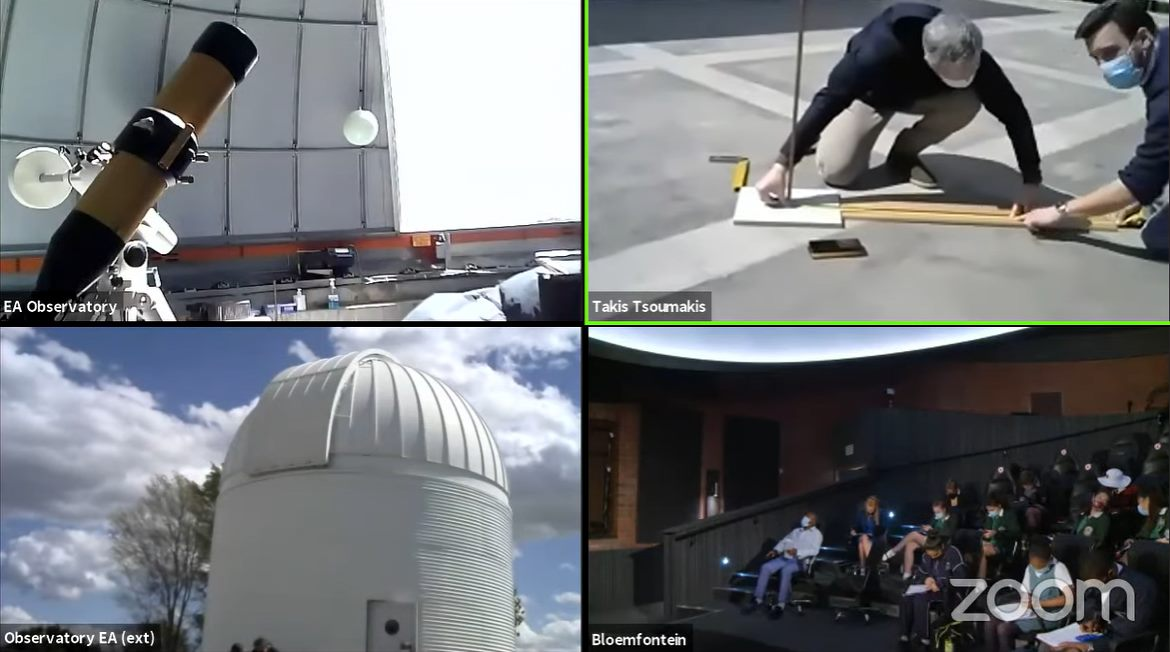 EA Observatory
Takis Tsoumakis
Observatory EA (ext)
Bloemfontein
zoom